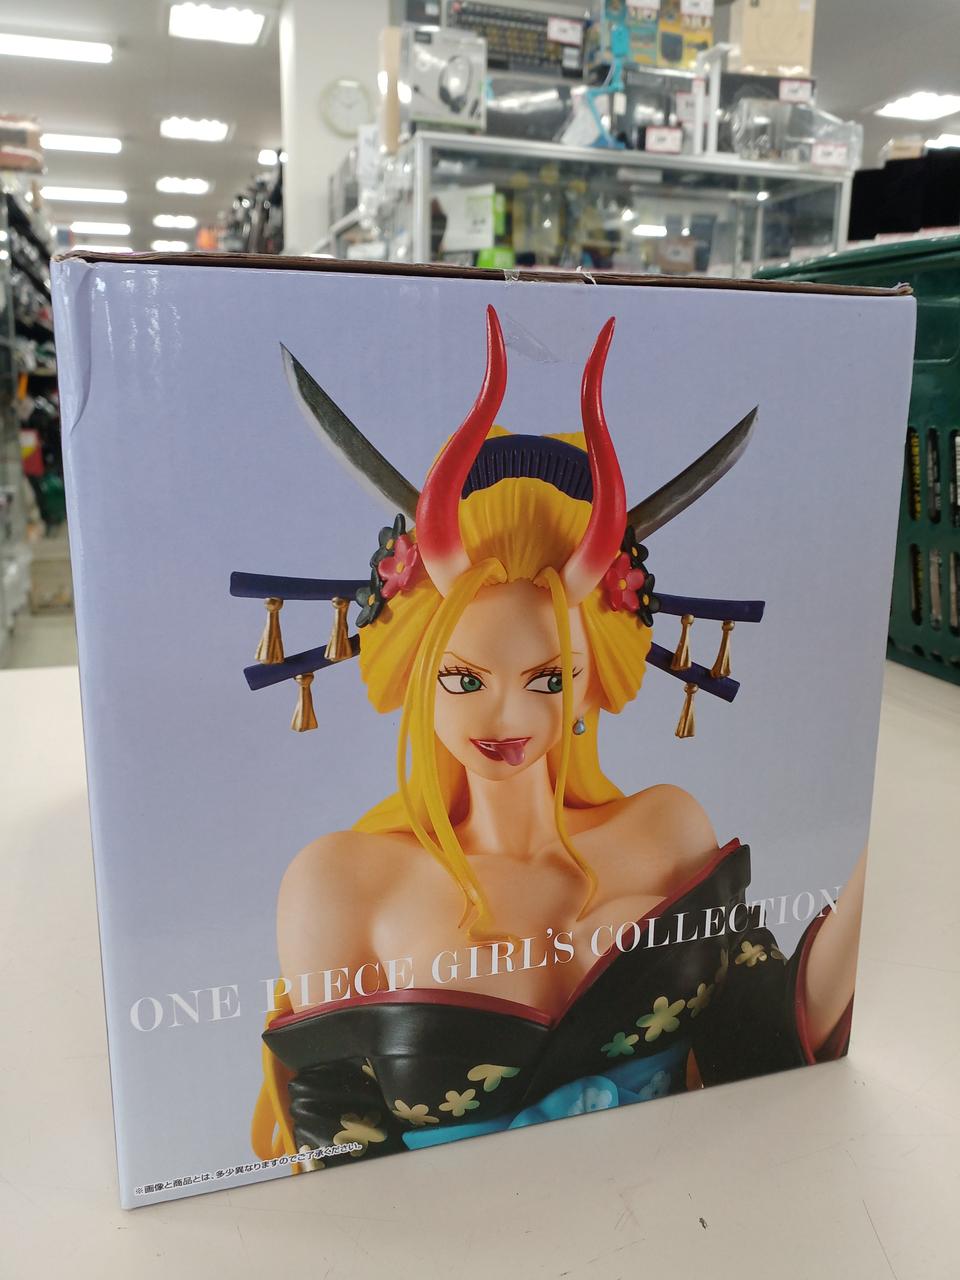 ONE PIECE GIRL'S COLLECTION
※画像と商品とは、多少異なりますのでご了承ください。